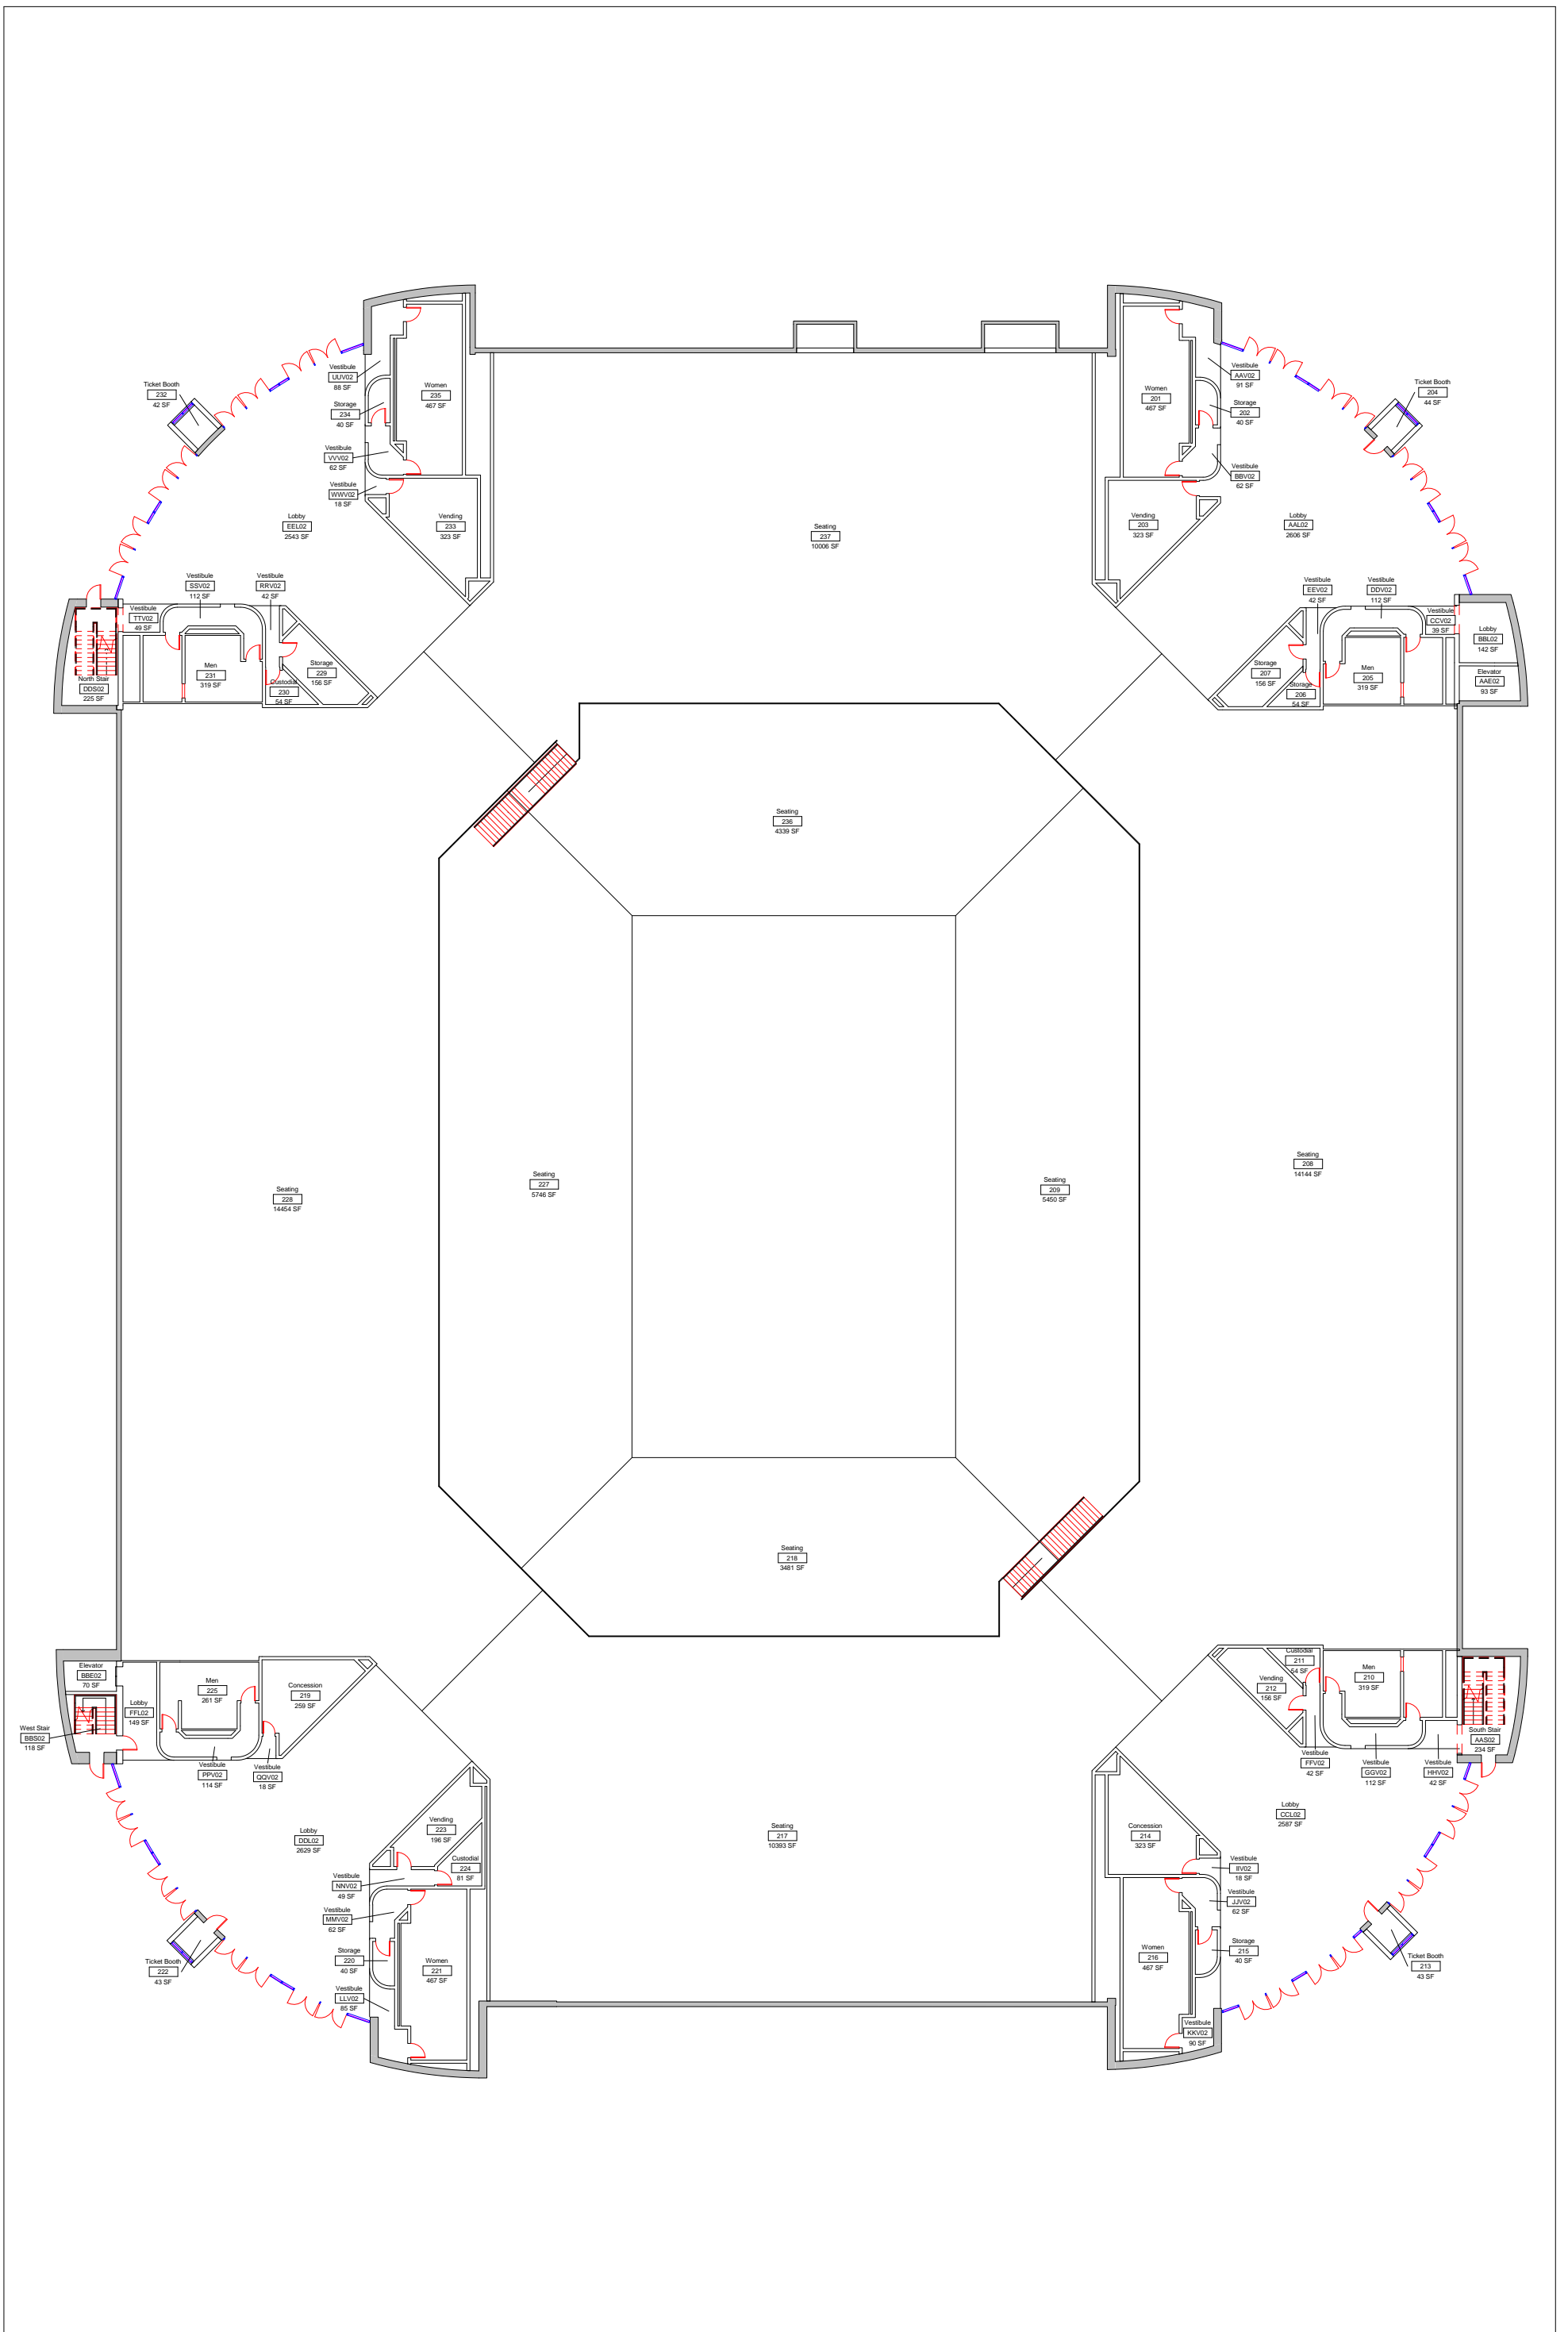 Vestibule
UUV02
88 SF
Women
235
467 SF
Storage
234
40 SF
Vestibule
VVV02
62 SF
Vestibule
WWV02
18 SF
Vending
233
323 SF
Ticket Booth
232
42 SF
Lobby
EEL02
2543 SF
Vestibule
SSV02
112 SF
Vestibule
RRV02
42 SF
Vestibule
TTV02
49 SF
Men
231
319 SF
Storage
229
156 SF
Custodial
230
54 SF
North Stair
DDS02
225 SF
Seating
237
10006 SF
Women
201
467 SF
Vestibule
AAV02
91 SF
Storage
202
40 SF
Vestibule
BBV02
62 SF
Vending
203
323 SF
Ticket Booth
204
44 SF
Lobby
AAL02
2606 SF
Vestibule
EEV02
42 SF
Vestibule
DDV02
112 SF
Vestibule
CCV02
39 SF
Lobby
BBL02
142 SF
Elevator
AAE02
93 SF
Storage
207
156 SF
Storage
206
54 SF
Men
205
319 SF
Seating
236
4339 SF
Seating
228
14454 SF
Seating
227
5746 SF
Seating
209
5450 SF
Seating
208
14144 SF
Seating
218
3481 SF
Elevator
BBE02
70 SF
West Stair
BBS02
118 SF
Lobby
FFL02
149 SF
Men
225
261 SF
Concession
219
259 SF
Vestibule
PPV02
114 SF
Vestibule
QQV02
18 SF
Lobby
DDL02
2629 SF
Vending
223
196 SF
Custodial
224
81 SF
Vestibule
NNV02
49 SF
Vestibule
MMV02
62 SF
Storage
220
40 SF
Women
221
467 SF
Vestibule
LLV02
85 SF
Ticket Booth
222
43 SF
Seating
217
10393 SF
Custodial
211
54 SF
Vending
212
156 SF
Men
210
319 SF
South Stair
AAS02
234 SF
Vestibule
FFV02
42 SF
Vestibule
GGV02
112 SF
Vestibule
HHV02
42 SF
Lobby
CCL02
2587 SF
Concession
214
323 SF
Vestibule
IIV02
18 SF
Vestibule
JJV02
62 SF
Storage
215
40 SF
Women
216
467 SF
Vestibule
KKV02
90 SF
Ticket Booth
213
43 SF